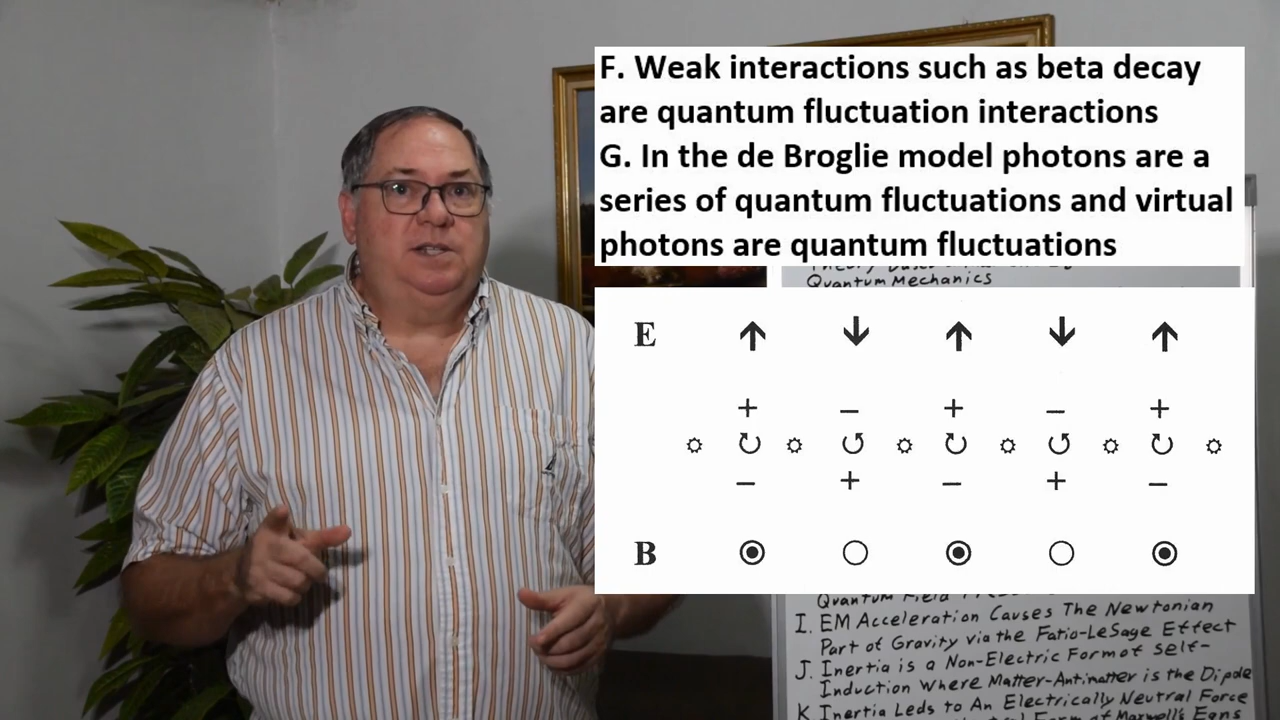 F. Weak interactions such as beta decay
are quantum fluctuation interactions
G. In the de Broglie model photons are a
series of quantum fluctuations and virtual
photons are quantum fluctuations
Quantum Mechanics
E
+ − + − +
− + − + −
B
Quantum Field
I. EM Acceleration Causes The Newtonian
Part of Gravity via the Fatio-LeSage Effect
J. Inertia is a Non-Electric Form of Self-
Induction Where Matter-Antimatter is the Dipole
K. Inertia Leds to An Electrically Neutral Force